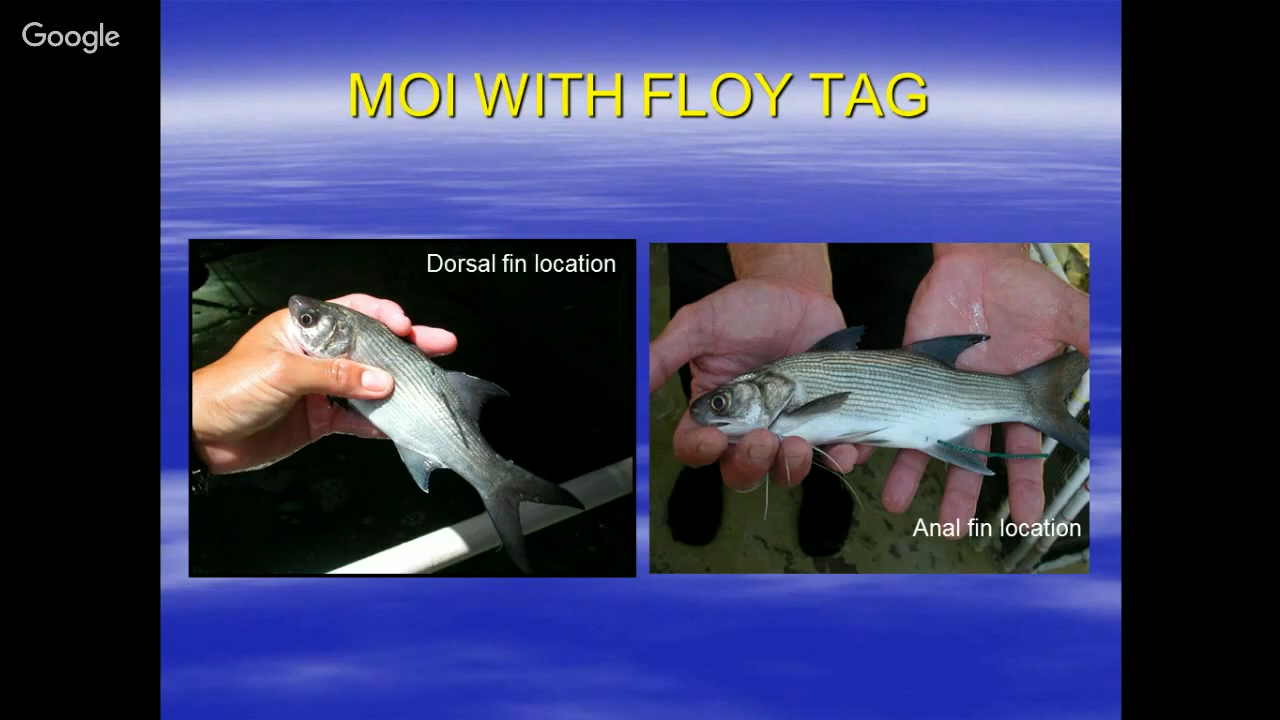 Google
MOI WITH FLOY TAG
Dorsal fin location
Anal fin location